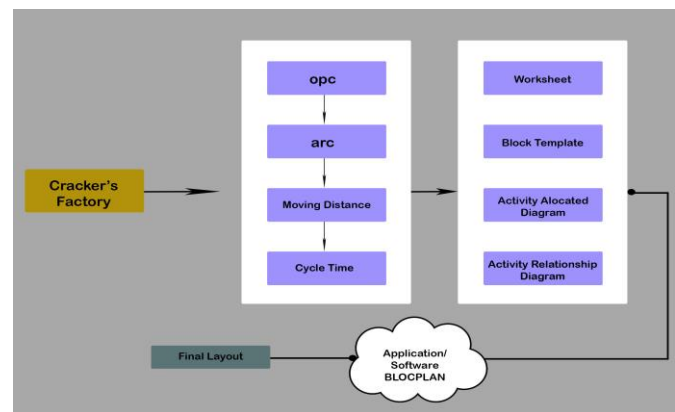 Cracker's
Factory
opc
arc
Moving Distance
Cycle Time
Worksheet
Block Template
Activity Alocated
Diagram
Activity Relationship
Diagram
Final Layout
Application/
Software
BLOCPLAN